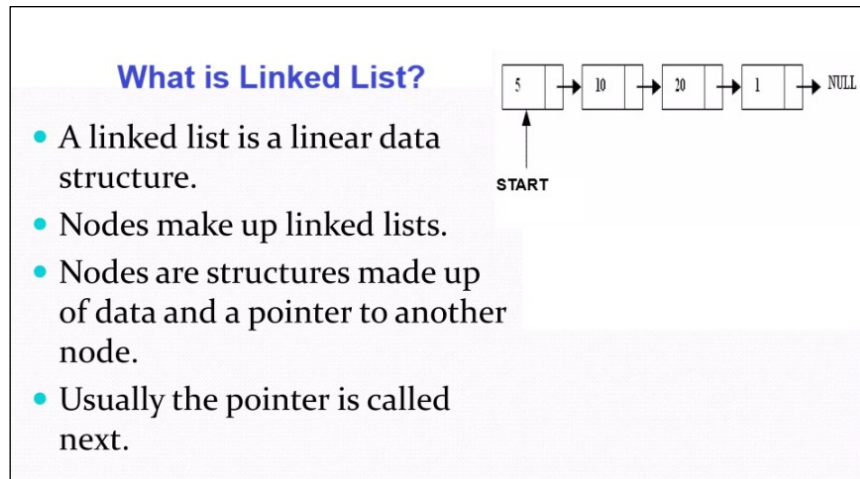 What is Linked List?
5 10 20 1 NULL
START
A linked list is a linear data
structure.
Nodes make up linked lists.
Nodes are structures made up
of data and a pointer to another
node.
Usually the pointer is called
next.